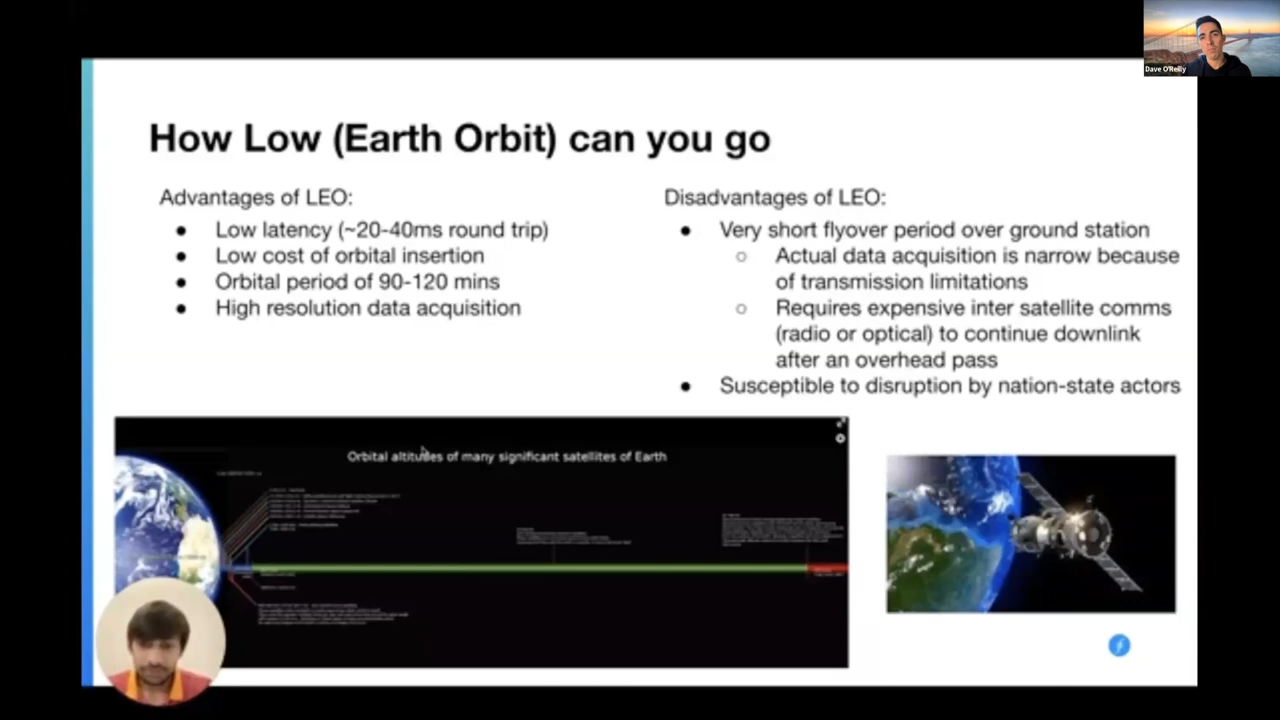 Dave O'Reilly
How Low (Earth Orbit) can you go
Advantages of LEO:
● Low latency (~20-40ms round trip)
● Low cost of orbital insertion
● Orbital period of 90-120 mins
● High resolution data acquisition
Disadvantages of LEO:
● Very short flyover period over ground station
○ Actual data acquisition is narrow because
of transmission limitations
○ Requires expensive inter satellite comms
(radio or optical) to continue downlink
after an overhead pass
● Susceptible to disruption by nation-state actors
Orbital altitudes of many significant satellites of Earth